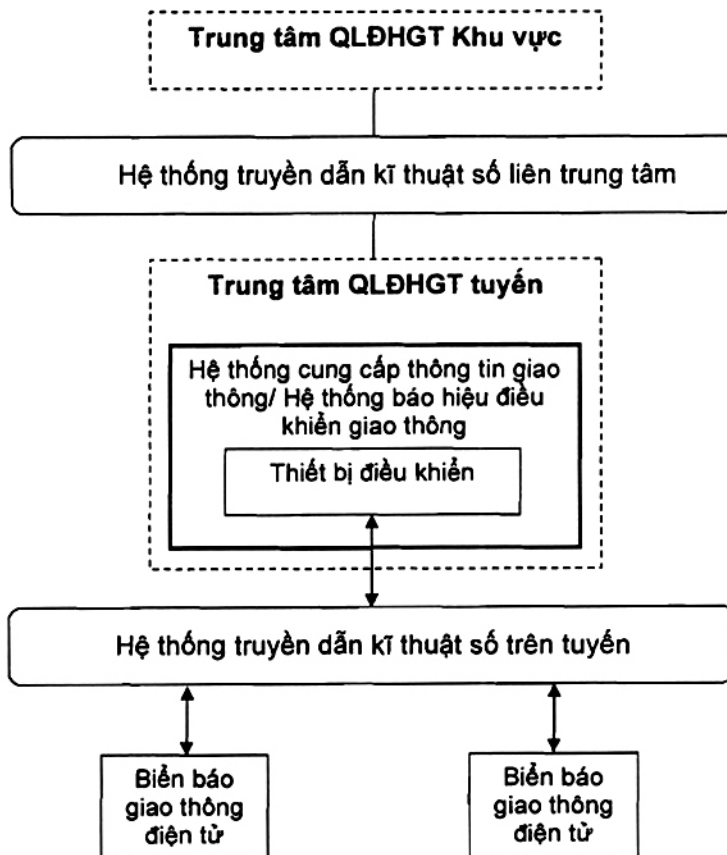 Trung tâm QLĐHGT Khu vực
Hệ thống truyền dẫn kĩ thuật số liên trung tâm
Trung tâm QLĐHGT tuyến
Hệ thống cung cấp thông tin giao
thông/ Hệ thống báo hiệu điều
khiển giao thông
Thiết bị điều khiển
Hệ thống truyền dẫn kĩ thuật số trên tuyến
Biển báo
giao thông
điện tử
Biển báo
giao thông
điện tử